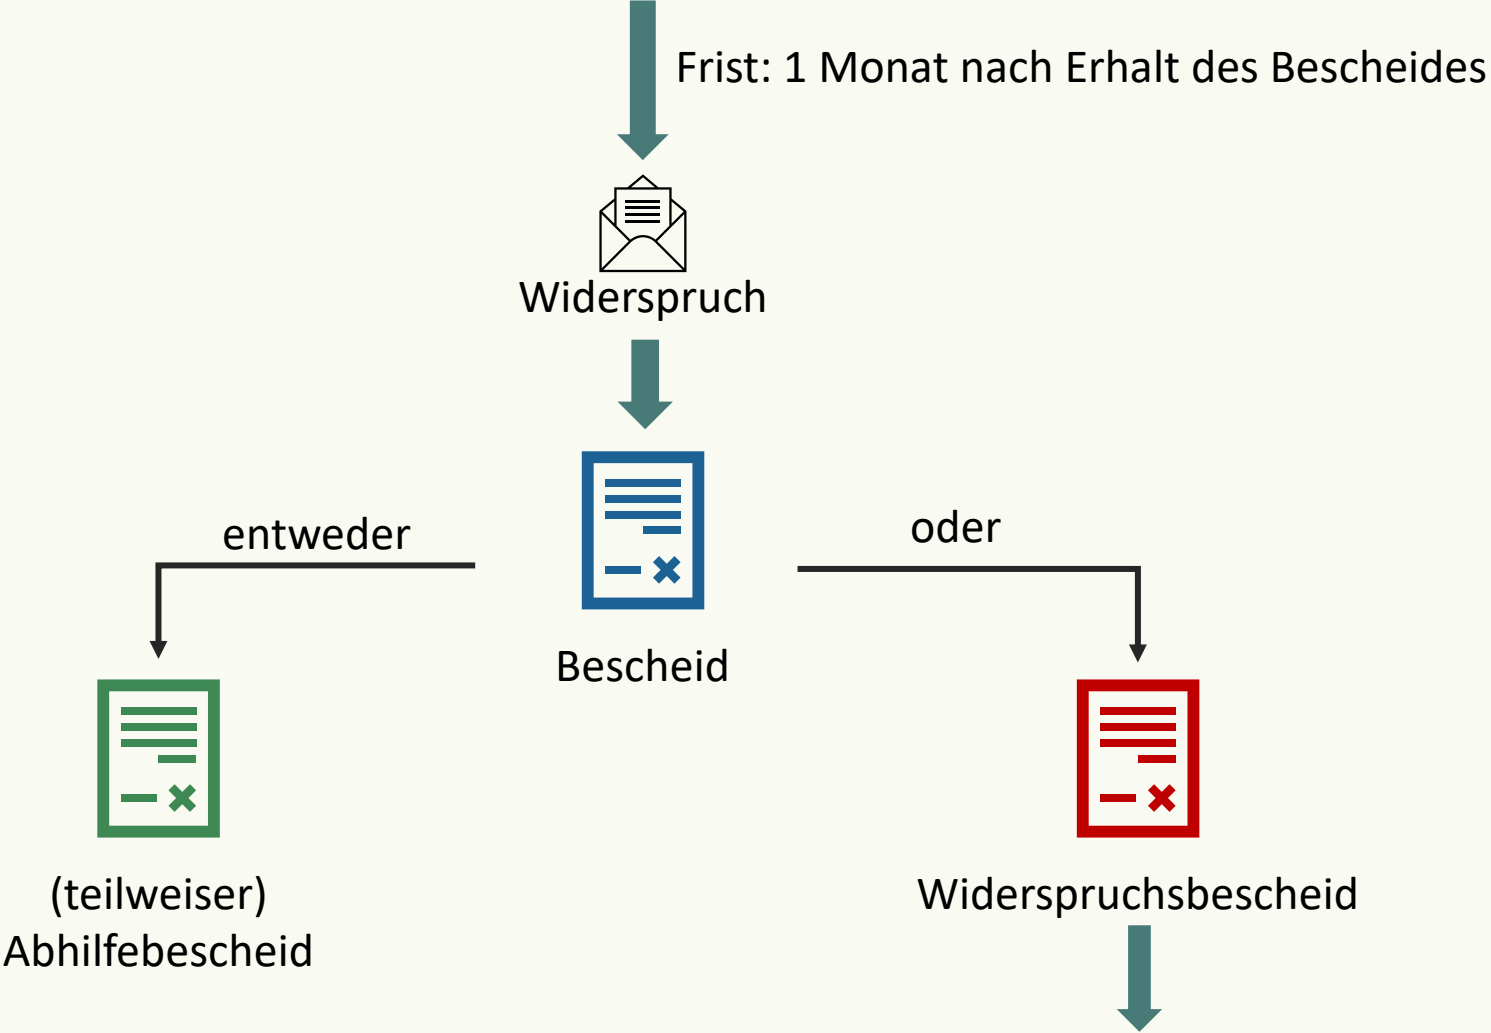 Frist: 1 Monat nach Erhalt des Bescheides
Widerspruch
entweder
oder
Bescheid
(teilweiser)
Abhilfebescheid
Widerspruchsbescheid